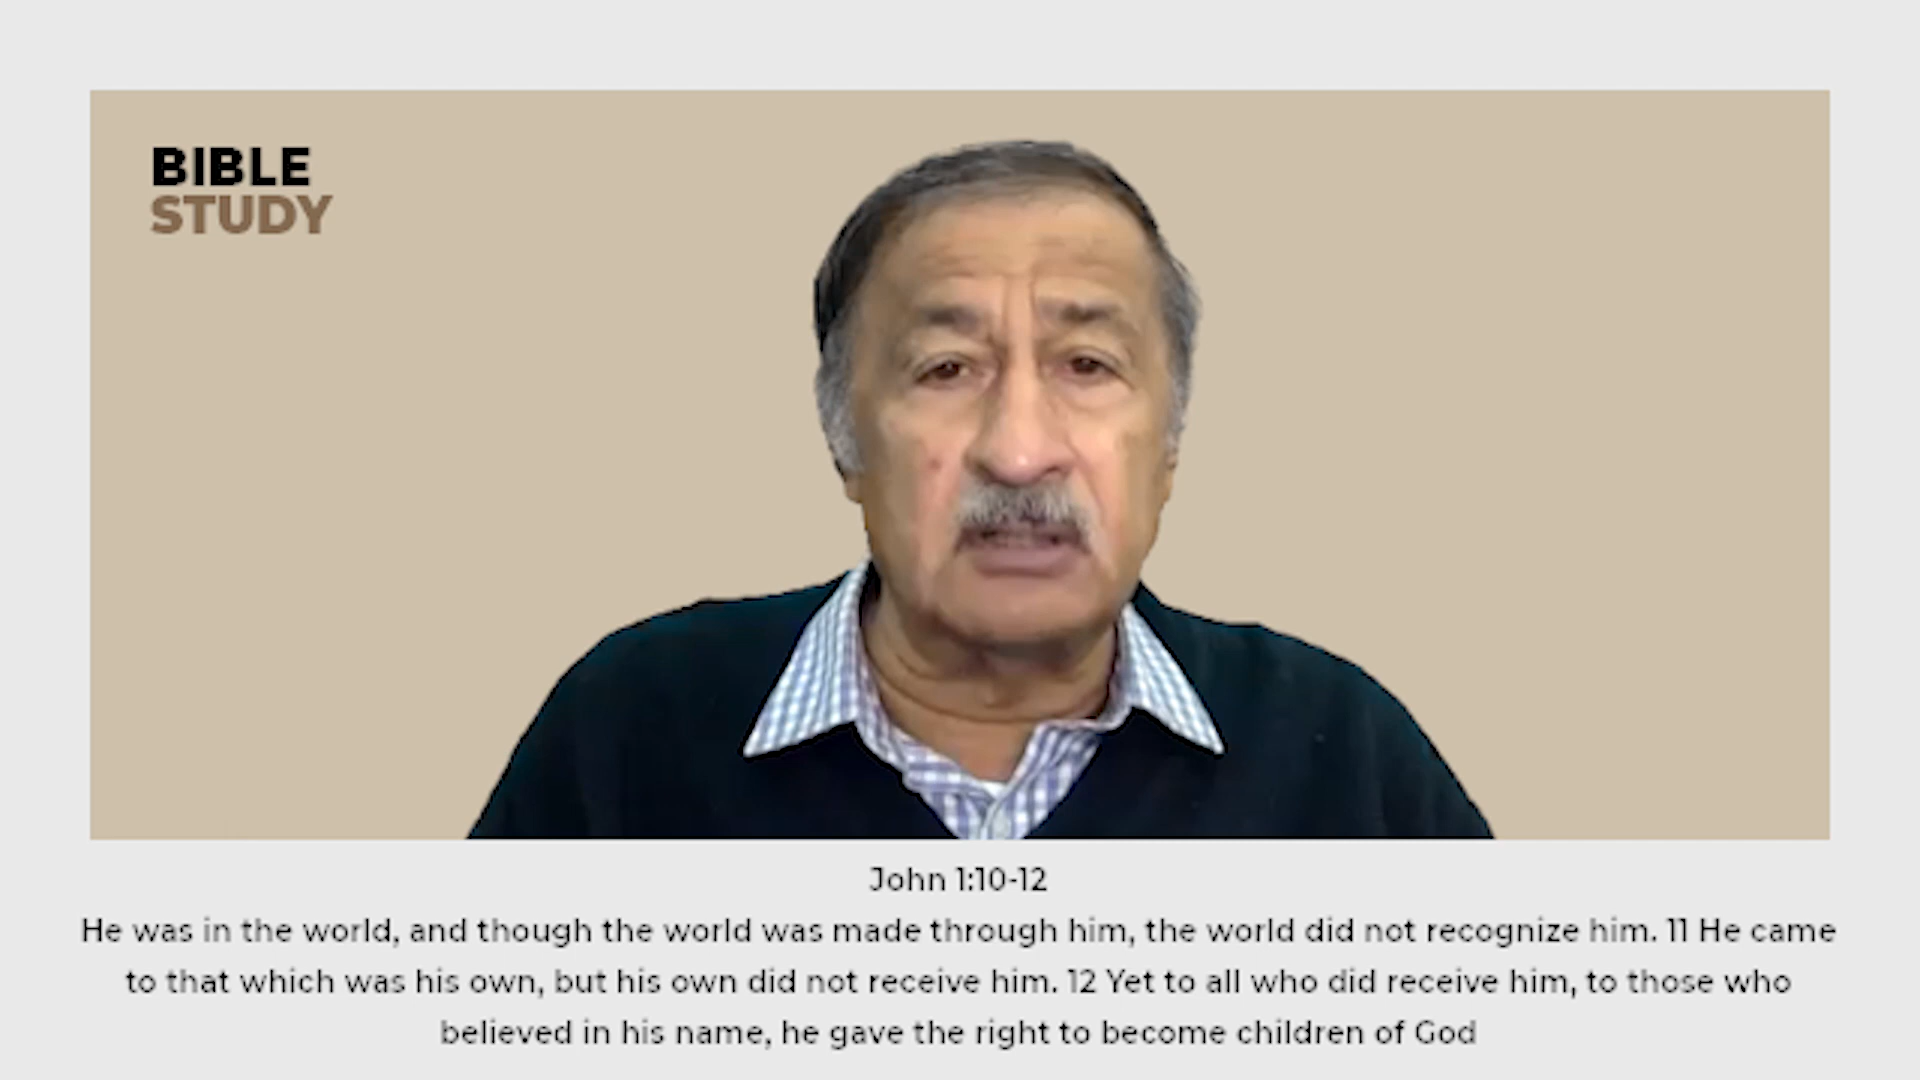 BIBLE
STUDY
John 1:10-12
He was in the world, and though the world was made through him, the world did not recognize him. 11 He came
to that which was his own, but his own did not receive him. 12 Yet to all who did receive him, to those who
believed in his name, he gave the right to become children of God